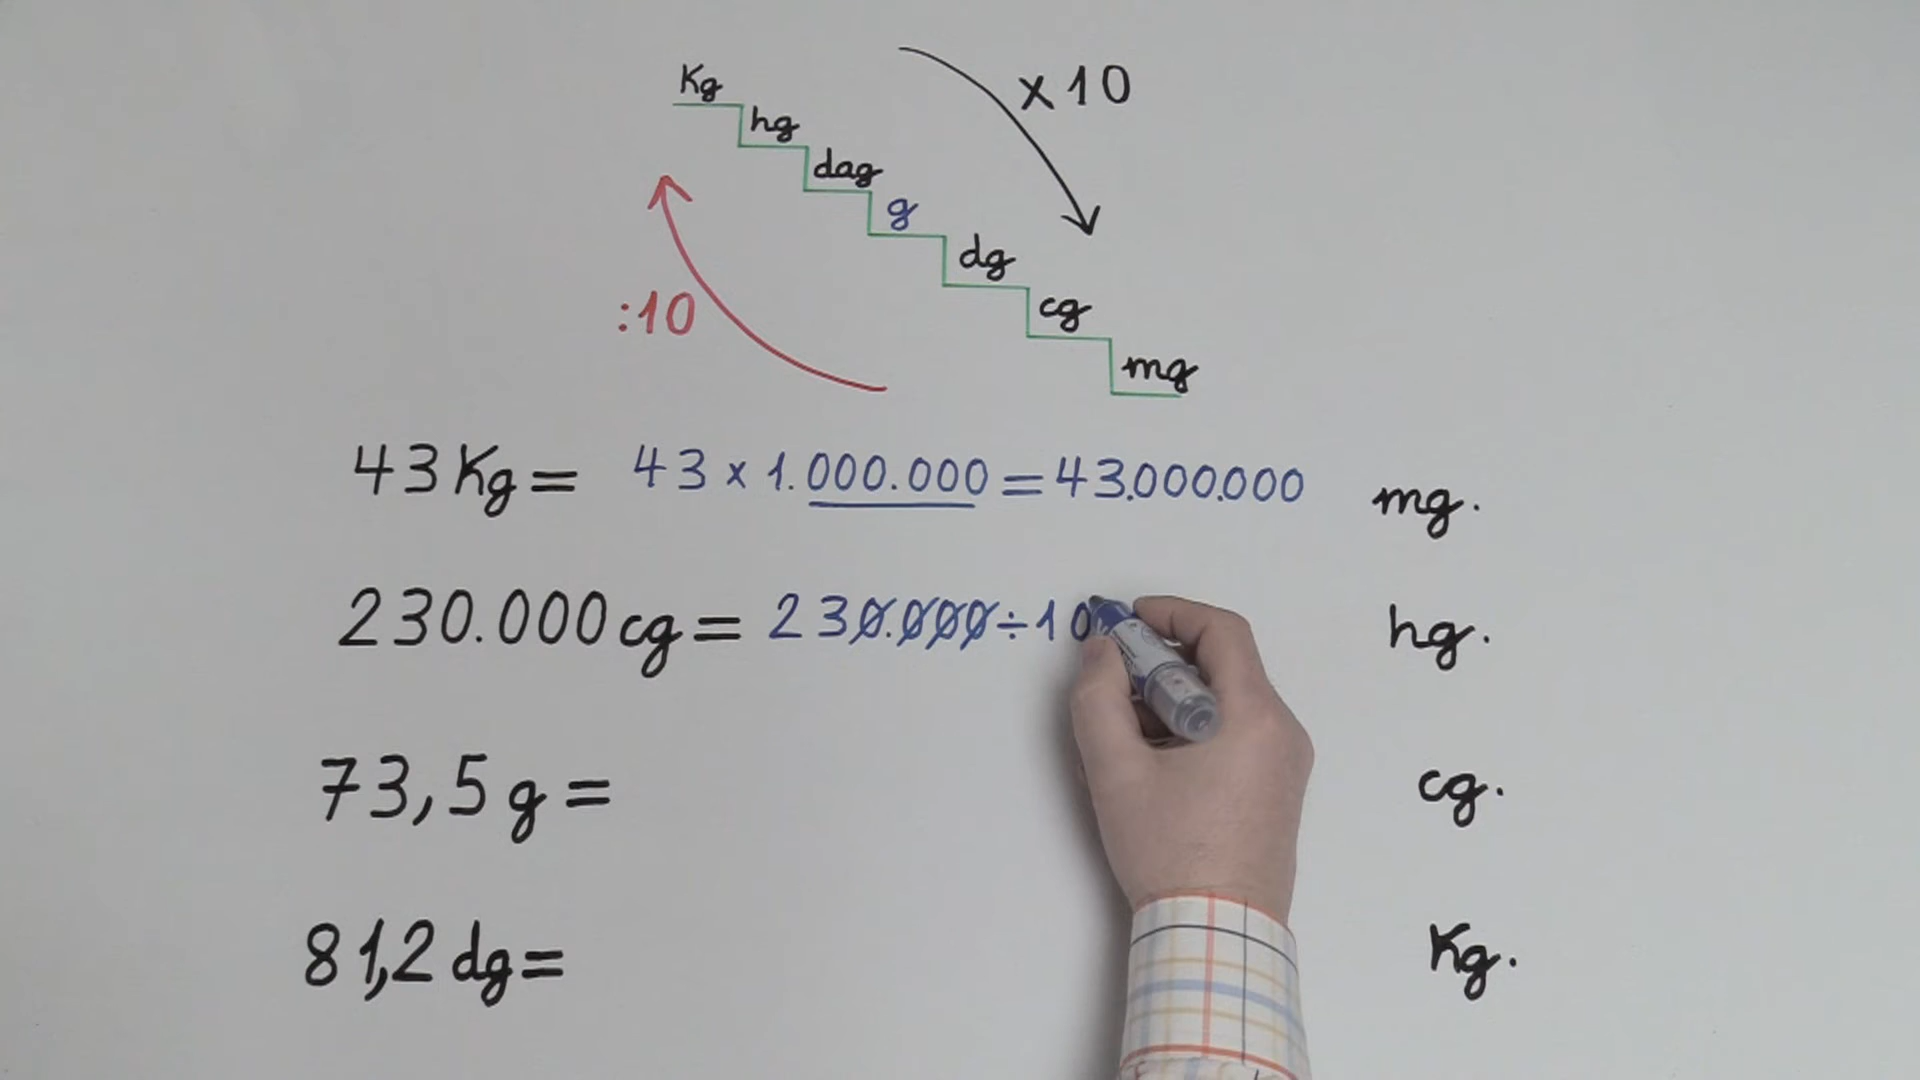 Kg
hg
dag
g
dg
cg
mg
x10
:10
43 Kg = 43 x 1.000.000 = 43.000.000 mg.
230.000 cg = 230.000 ÷ 10 hg.
73,5 g = cg.
81,2 dg = Kg.